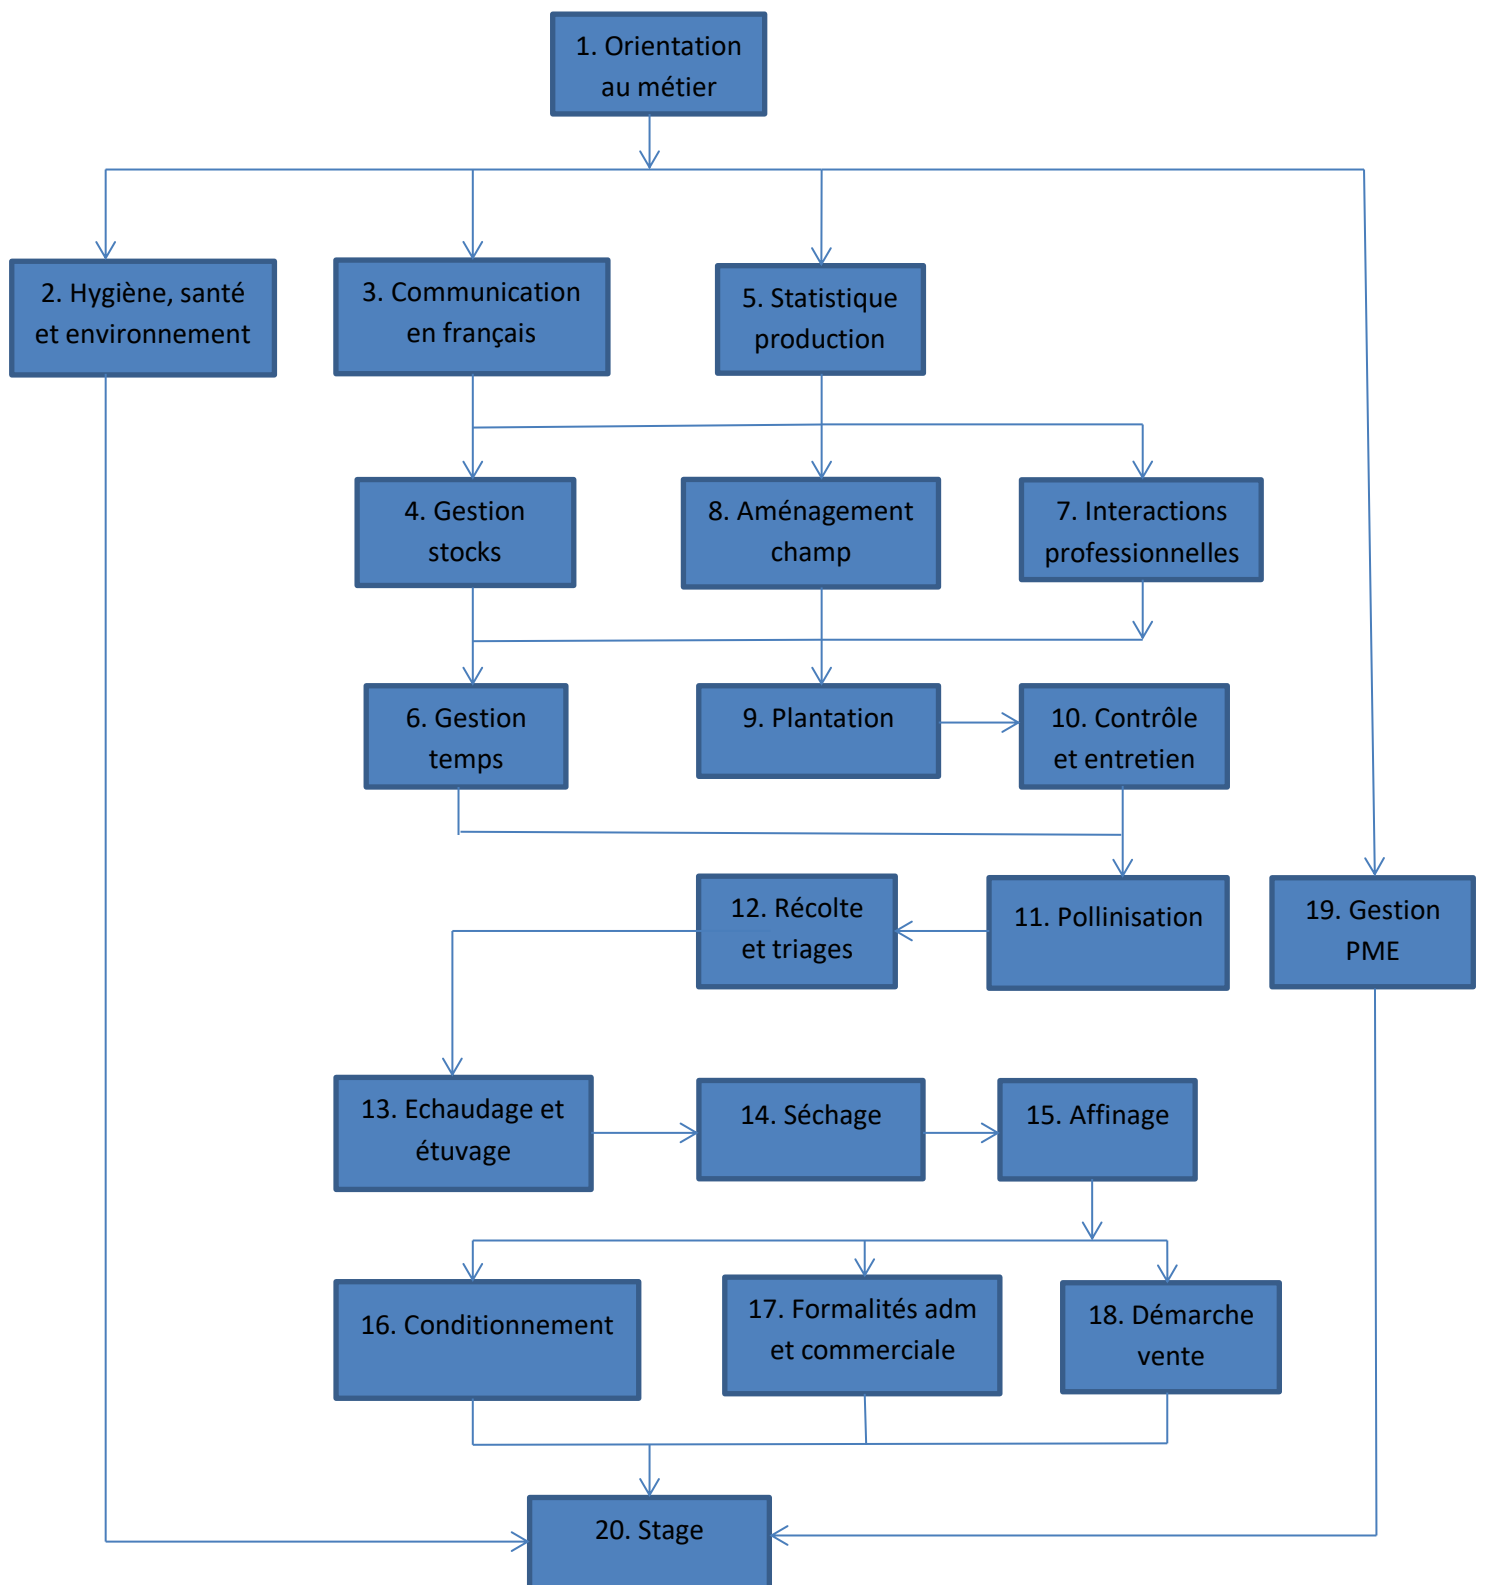 1. Orientation
au métier
2. Hygiène, santé
et environnement
3. Communication
en français
5. Statistique
production
4. Gestion
stocks
8. Aménagement
champ
7. Interactions
professionnelles
6. Gestion
temps
9. Plantation
10. Contrôle
et entretien
12. Récolte
et triages
11. Pollinisation
19. Gestion
PME
13. Echaudage et
étuvage
14. Séchage
15. Affinage
16. Conditionnement
17. Formalités adm
et commerciale
18. Démarche
vente
20. Stage